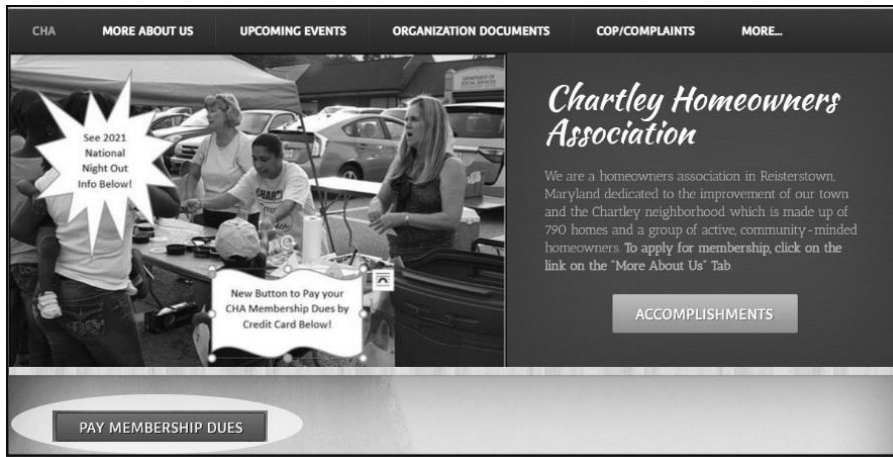 CHA
MORE ABOUT US
UPCOMING EVENTS
ORGANIZATION DOCUMENTS
COP/COMPLAINTS
MORE...
See 2021
National
Night Out
Info Below!
New Button to Pay your
CHA Membership Dues by
Credit Card Below!
Chartley Homeowners
Association
We are a homeowners association in Reisterstown,
Maryland dedicated to the improvement of our town
and the Chartley neighborhood which is made up of
790 homes and a group of active, community-minded
homeowners. To apply for membership, click on the
link on the "More About Us" Tab
ACCOMPLISHMENTS
PAY MEMBERSHIP DUES